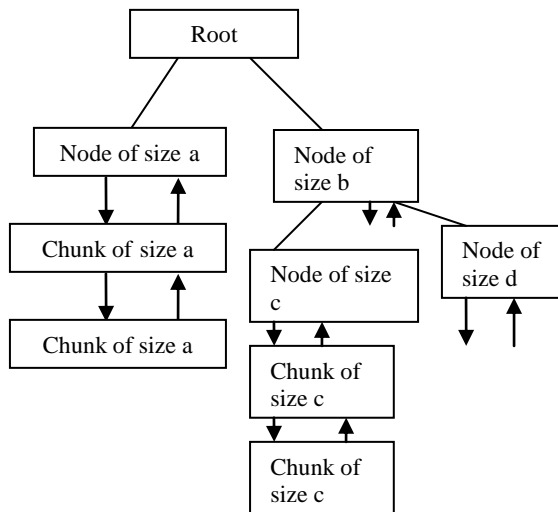 Root
Node of size a
Node of
size b
Chunk of size a
Node of size
c
Node of
size d
Chunk of size a
Chunk of
size c
Chunk of
size c